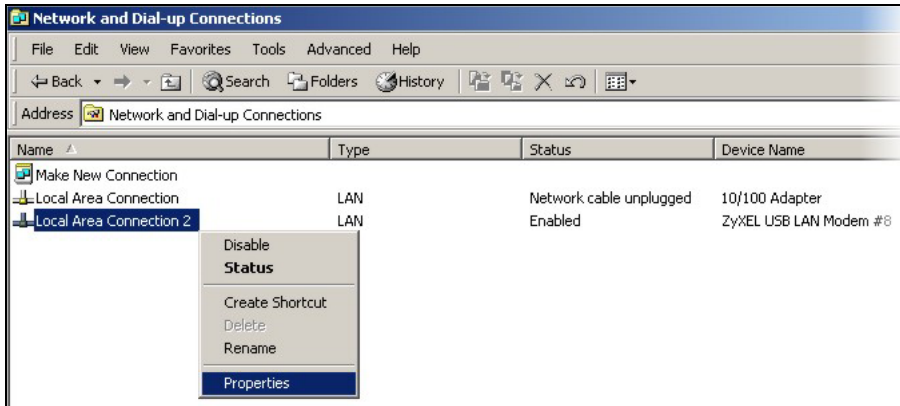 Network and Dial-up Connections
File Edit View Favorites Tools Advanced Help
Back Search Folders History
Address Network and Dial-up Connections
Name Type Status Device Name
Make New Connection
Local Area Connection LAN Network cable unplugged 10/100 Adapter
Local Area Connection 2 LAN Enabled ZyXEL USB LAN Modem #8
Disable
Status
Create Shortcut
Delete
Rename
Properties